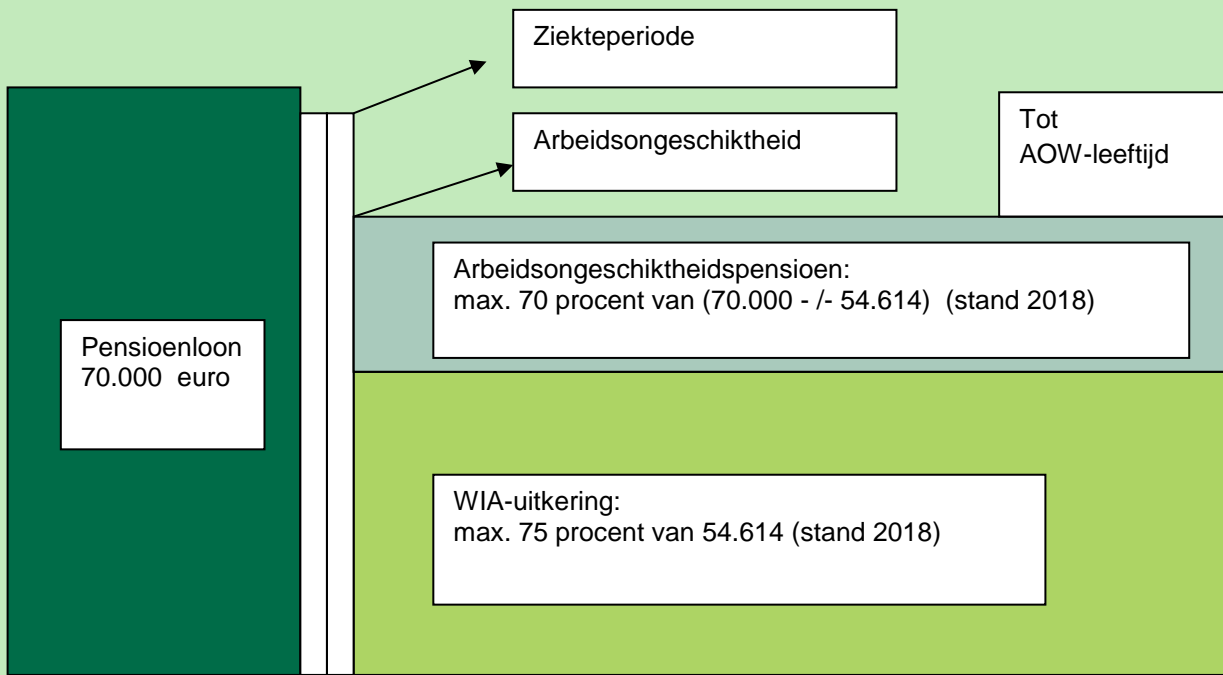 Ziekteperiode
Arbeidsongeschiktheid
Tot
AOW-leeftijd
Arbeidsongeschiktheidspensioen:
max. 70 procent van (70.000 - /- 54.614)  (stand 2018)
Pensioenloon
70.000  euro
WIA-uitkering:
max. 75 procent van 54.614 (stand 2018)